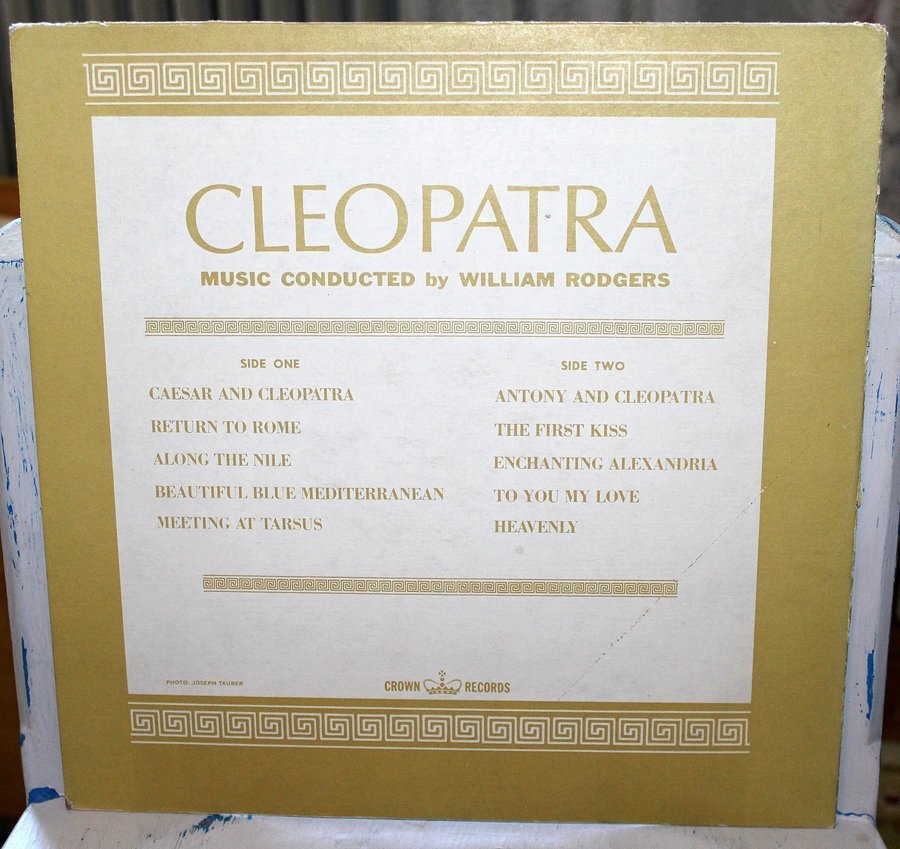 CLEOPATRA
MUSIC CONDUCTED by WILLIAM RODGERS
SIDE ONE
CAESAR AND CLEOPATRA
RETURN TO ROME
ALONG THE NILE
BEAUTIFUL BLUE MEDITERRANEAN
MEETING AT TARSUS
SIDE TWO
ANTONY AND CLEOPATRA
THE FIRST KISS
ENCHANTING ALEXANDRIA
TO YOU MY LOVE
HEAVENLY
PHOTO: JOSEPH TAUBER
CROWN RECORDS